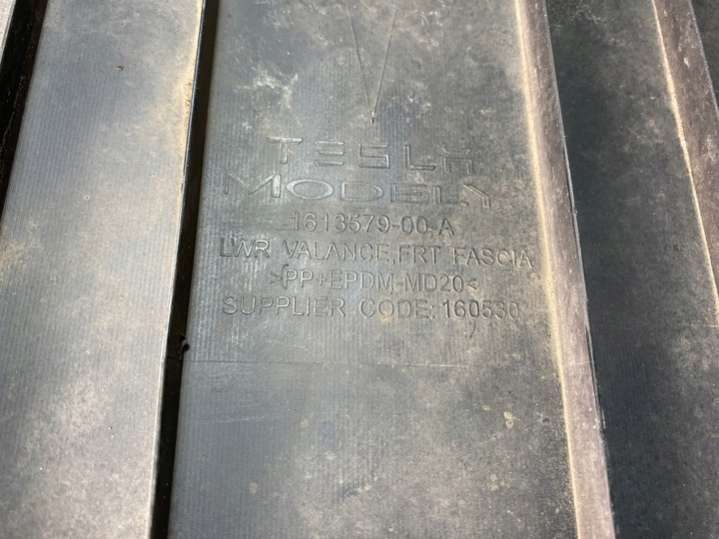 TESLA
MODEL Y
1613579-00-A
LWR VALANCE,FRT FASCIA
>PP+EPDM-MD20<
SUPPLIER CODE:160530